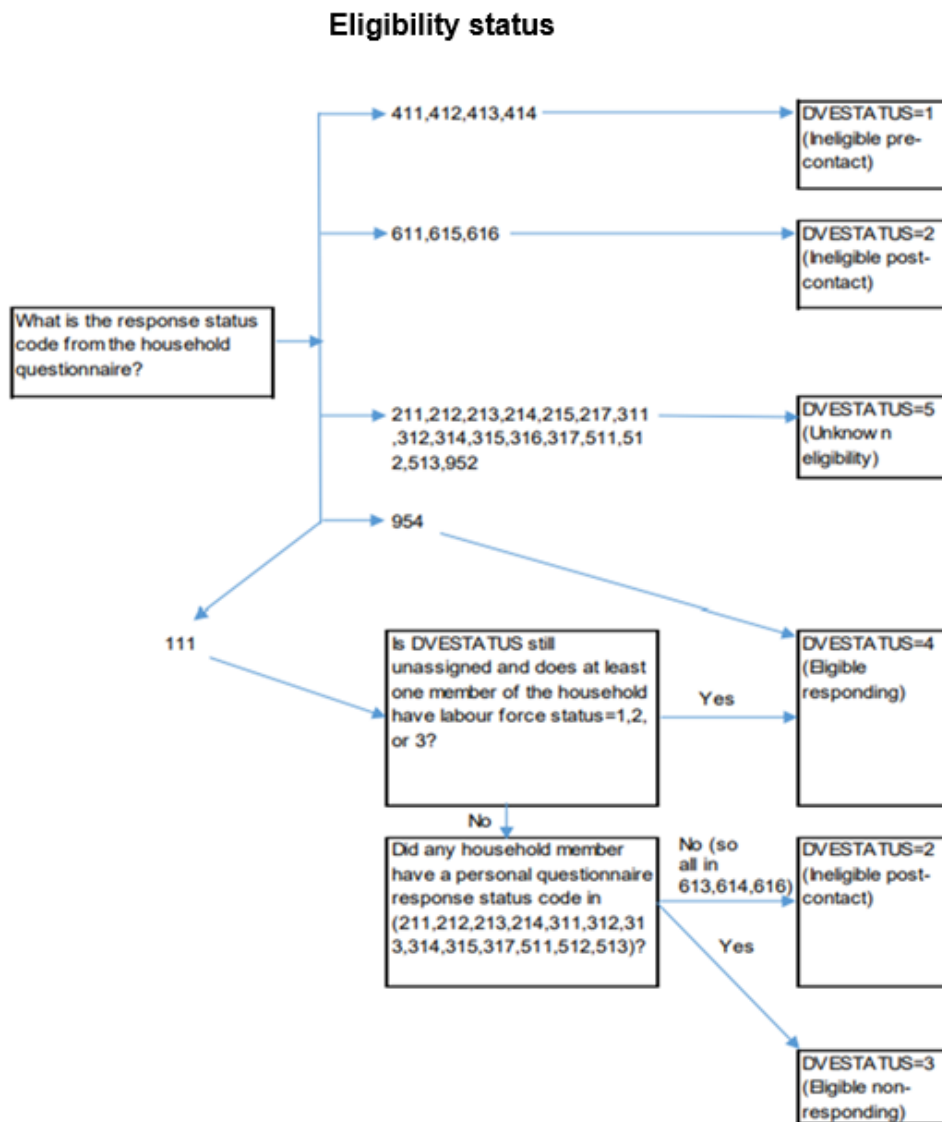 Eligibility status
411,412,413,414
DVESTATUS=1
(Ineligible pre-
contact)
611,615,616
DVESTATUS=2
(Ineligible post-
contact)
What is the response status
code from the household
questionnaire?
211,212,213,214,215,217,311
,312,314,315,316,317,511,51
2,513,952
DVESTATUS=5
(Unknown
eligibility)
954
111
Is DVESTATUS still
unassigned and does at least
one member of the household
have labour force status=1,2,
or 3?
Yes
DVESTATUS=4
(Eligible
responding)
No
Did any household member
have a personal questionnaire
response status code in
(211,212,213,214,311,312,31
3,314,315,317,511,512,513)?
No (so
all in
613,614,616)
DVESTATUS=2
(Ineligible post-
contact)
Yes
DVESTATUS=3
(Eligible non-
responding)